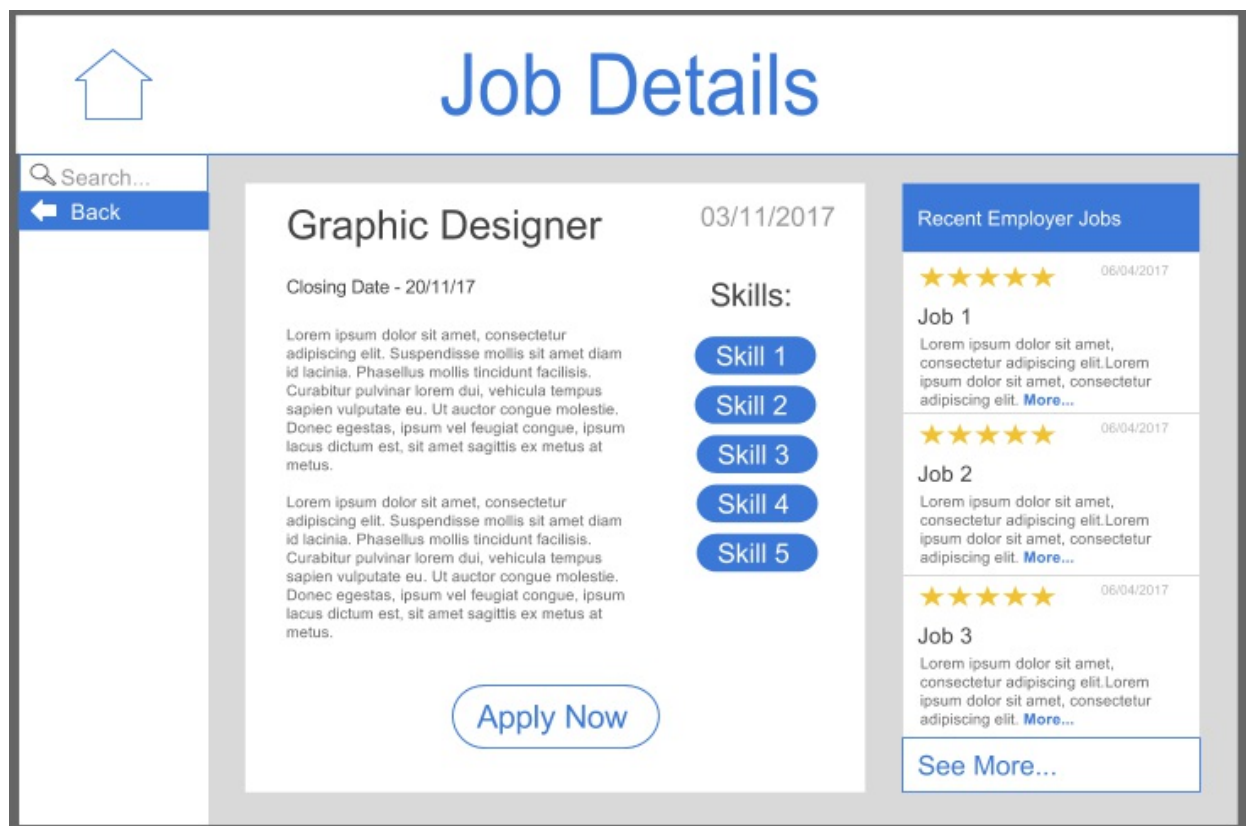 Job Details
Search...
Back
Graphic Designer
03/11/2017
Closing Date - 20/11/17
Lorem ipsum dolor sit amet, consectetur
adipiscing elit. Suspendisse mollis sit amet diam
id lacinia. Phasellus mollis tincidunt facilisis.
Curabitur pulvinar lorem dui, vehicula tempus
sapien vulputate eu. Ut auctor congue molestie.
Donec egestas, ipsum vel feugiat congue, ipsum
lacus dictum est, sit amet sagittis ex metus at
metus.
Lorem ipsum dolor sit amet, consectetur
adipiscing elit. Suspendisse mollis sit amet diam
id lacinia. Phasellus mollis tincidunt facilisis.
Curabitur pulvinar lorem dui, vehicula tempus
sapien vulputate eu. Ut auctor congue molestie.
Donec egestas, ipsum vel feugiat congue, ipsum
lacus dictum est, sit amet sagittis ex metus at
metus.
Skills:
Skill 1
Skill 2
Skill 3
Skill 4
Skill 5
Apply Now
Recent Employer Jobs
06/04/2017
Job 1
Lorem ipsum dolor sit amet,
consectetur adipiscing elit.Lorem
ipsum dolor sit amet, consectetur
adipiscing elit. More...
06/04/2017
Job 2
Lorem ipsum dolor sit amet,
consectetur adipiscing elit.Lorem
ipsum dolor sit amet, consectetur
adipiscing elit. More...
06/04/2017
Job 3
Lorem ipsum dolor sit amet,
consectetur adipiscing elit.Lorem
ipsum dolor sit amet, consectetur
adipiscing elit. More...
See More...